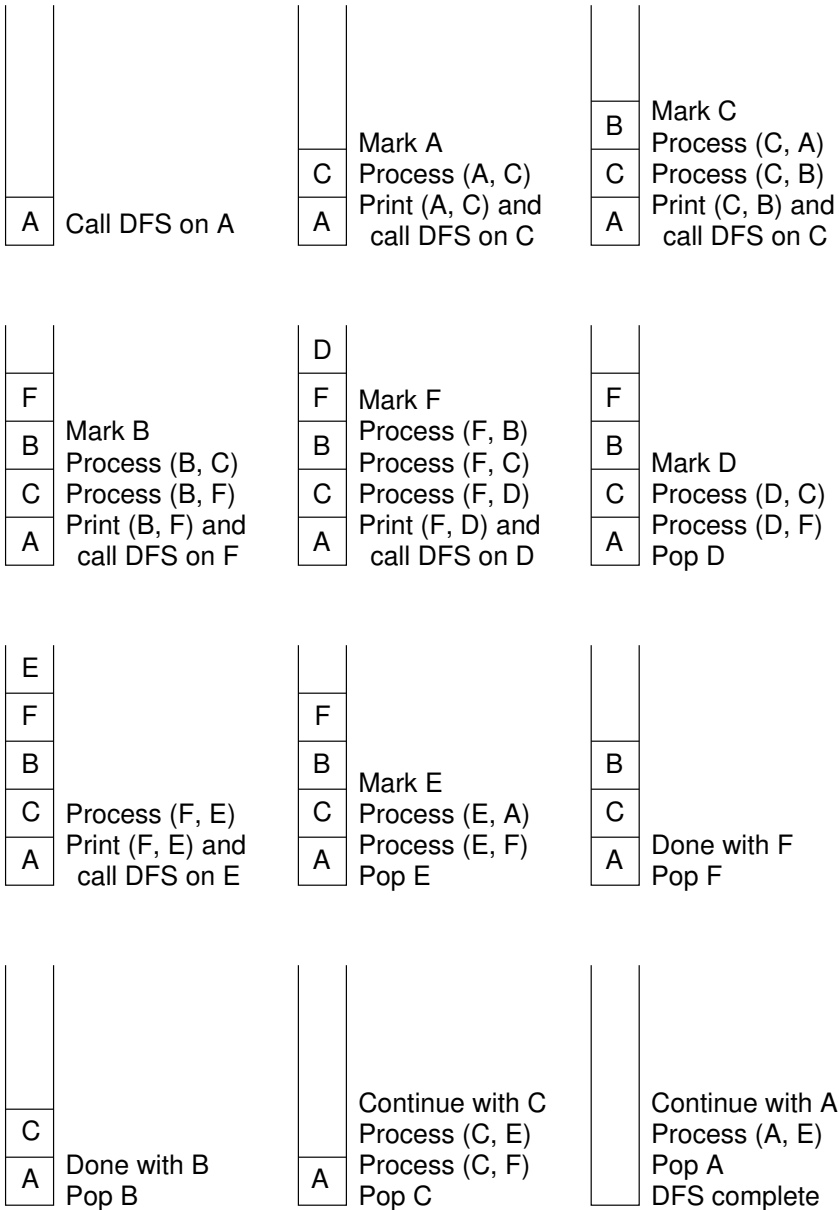 A
Call DFS on A
C
A
Mark A
Process (A, C)
Print (A, C) and
call DFS on C
B
C
A
Mark C
Process (C, A)
Process (C, B)
Print (C, B) and
call DFS on C
F
B
C
A
Mark B
Process (B, C)
Process (B, F)
Print (B, F) and
call DFS on F
D
F
B
C
A
Mark F
Process (F, B)
Process (F, C)
Process (F, D)
Print (F, D) and
call DFS on D
F
B
C
A
Mark D
Process (D, C)
Process (D, F)
Pop D
E
F
B
C
A
Process (F, E)
Print (F, E) and
call DFS on E
F
B
C
A
Mark E
Process (E, A)
Process (E, F)
Pop E
B
C
A
Done with F
Pop F
C
A
Done with B
Pop B
A
Continue with C
Process (C, E)
Process (C, F)
Pop C
Continue with A
Process (A, E)
Pop A
DFS complete